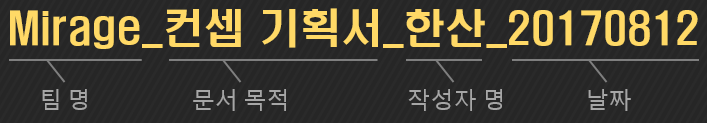 Mirage_컨셉 기획서_한산_20170812
팀 명 문서 목적 작성자 명 날짜